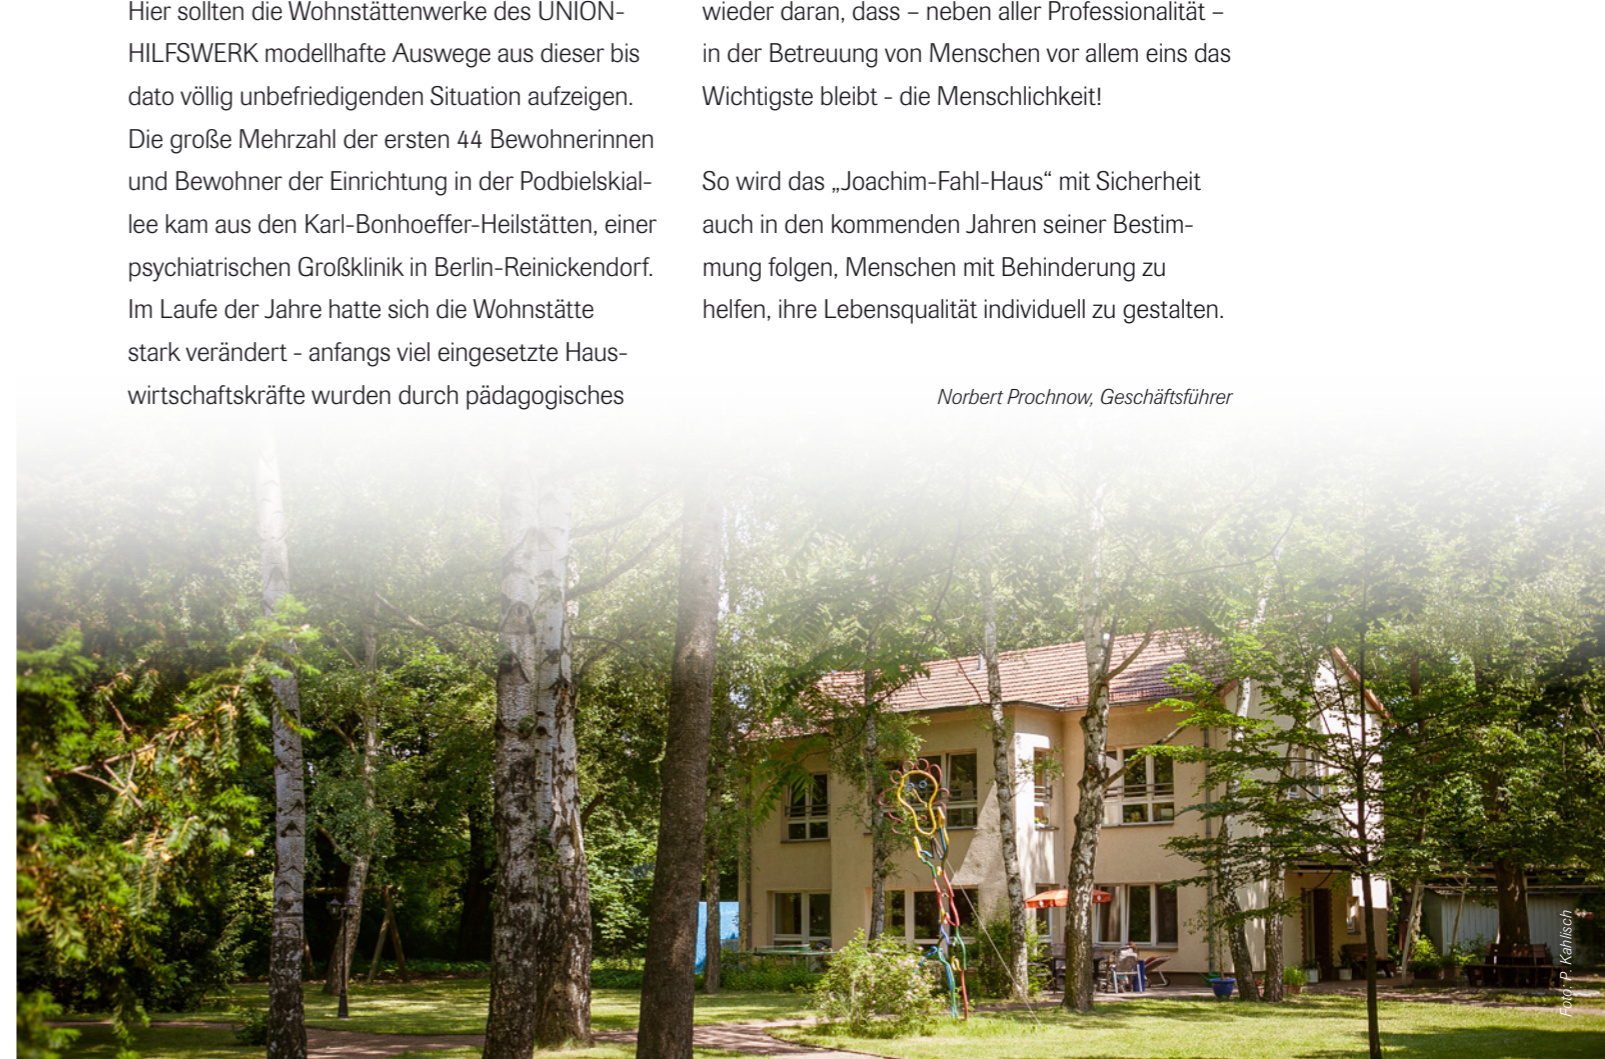 Hier sollten die Wohnstättenwerke des UNION-
HILFSWERK modellhafte Auswege aus dieser bis
dato völlig unbefriedigenden Situation aufzeigen.
Die große Mehrzahl der ersten 44 Bewohnerinnen
und Bewohner der Einrichtung in der Podbielskial-
lee kam aus den Karl-Bonhoeffer-Heilstätten, einer
psychiatrischen Großklinik in Berlin-Reinickendorf.
Im Laufe der Jahre hatte sich die Wohnstätte
stark verändert - anfangs viel eingesetzte Haus-
wirtschaftskräfte wurden durch pädagogisches
wieder daran, dass – neben aller Professionalität –
in der Betreuung von Menschen vor allem eins das
Wichtigste bleibt - die Menschlichkeit!
So wird das „Joachim-Fahl-Haus“ mit Sicherheit
auch in den kommenden Jahren seiner Bestim-
mung folgen, Menschen mit Behinderung zu
helfen, ihre Lebensqualität individuell zu gestalten.
Norbert Prochnow, Geschäftsführer
Foto: P. Kahlisch